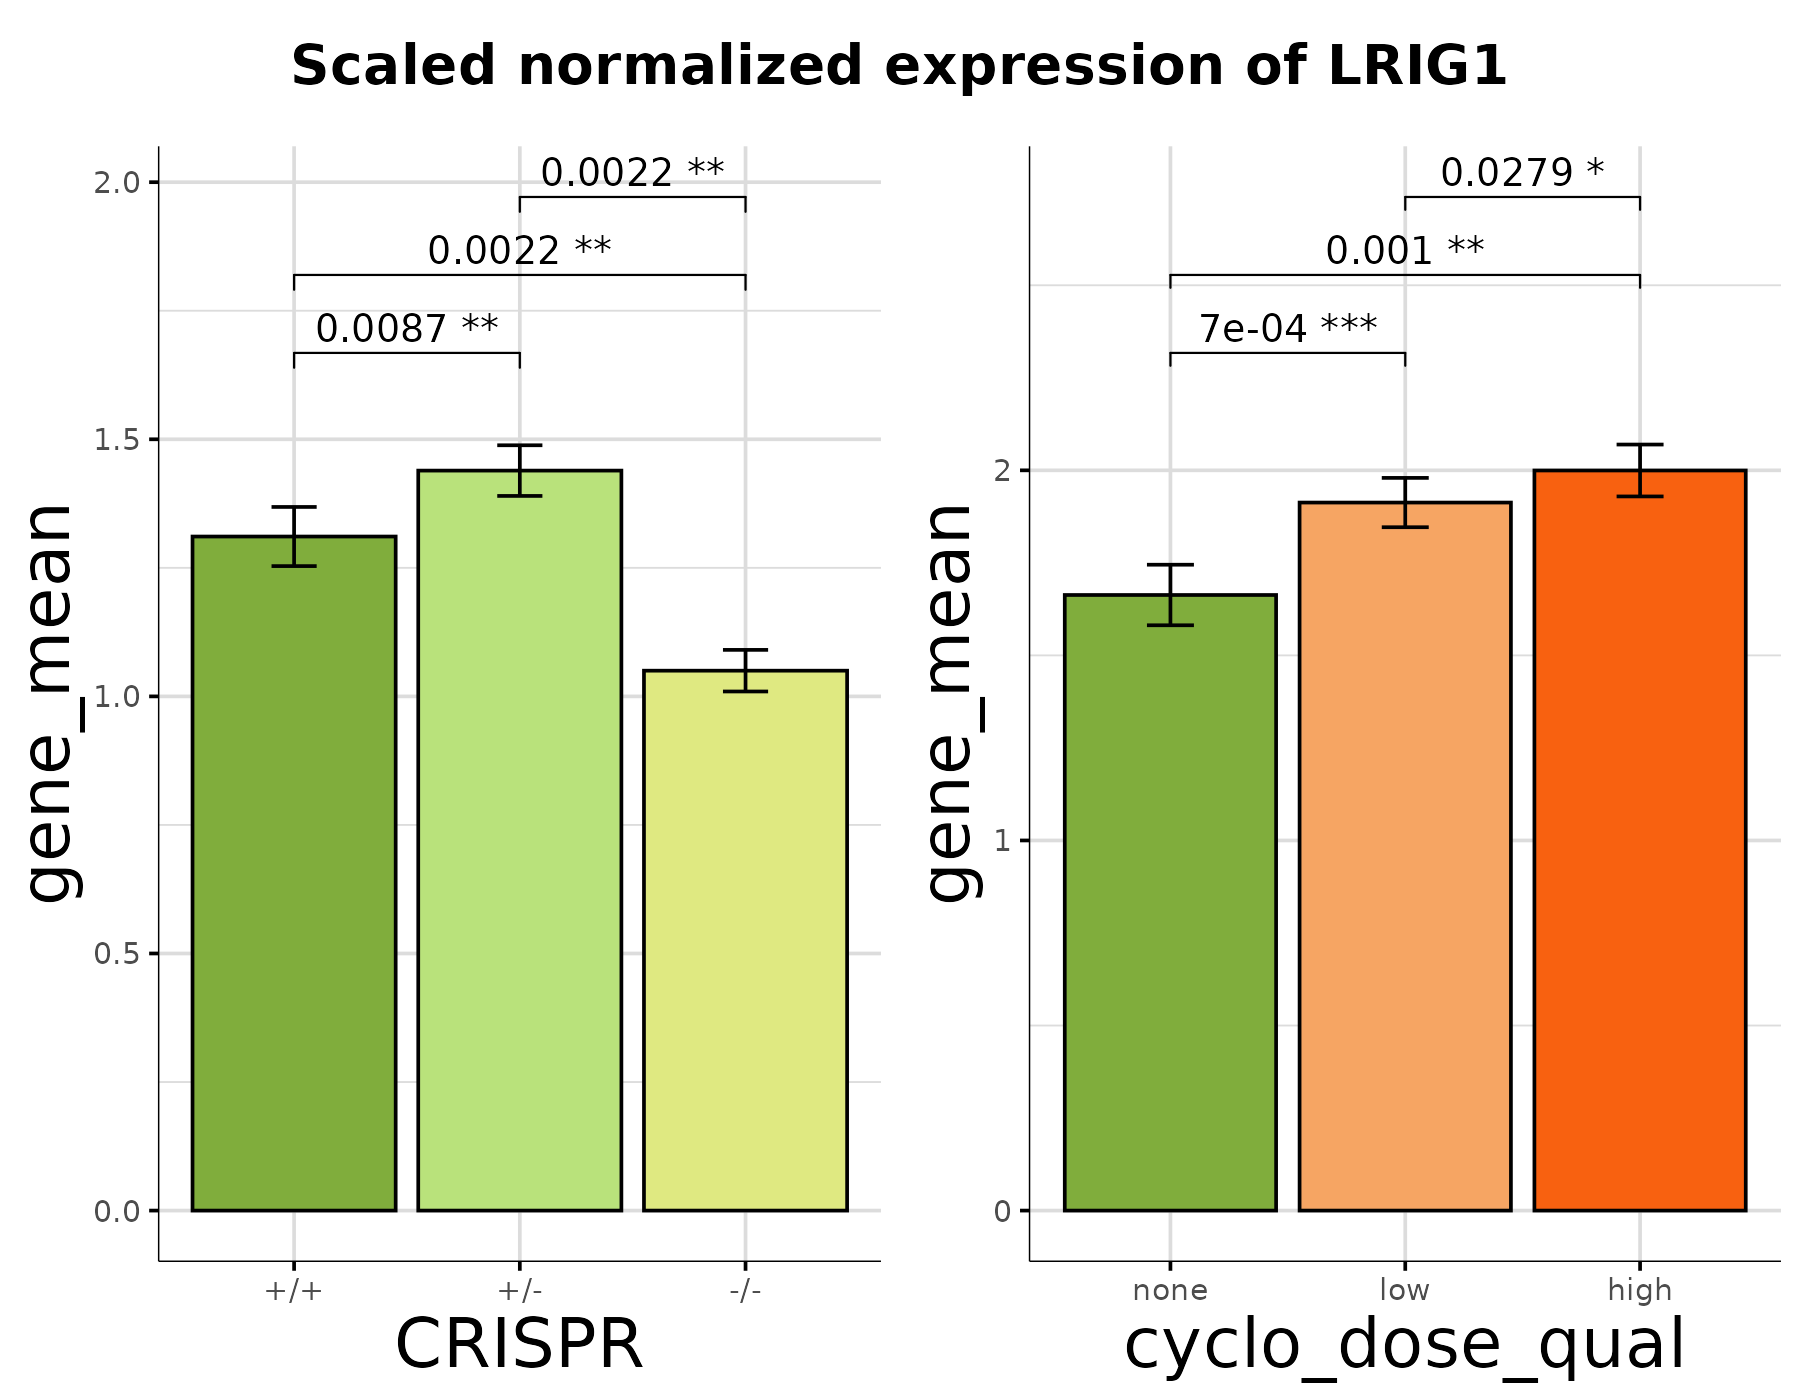 Scaled normalized expression of LRIG1
gene_mean
2.0
1.5
1.0
0.5
0.0
0.0022 **
0.0022 **
0.0087 **
+/+ +/- -/-
CRISPR
gene_mean
2
1
0
0.0279 *
0.001 **
7e-04 ***
none low high
cyclo_dose_qual